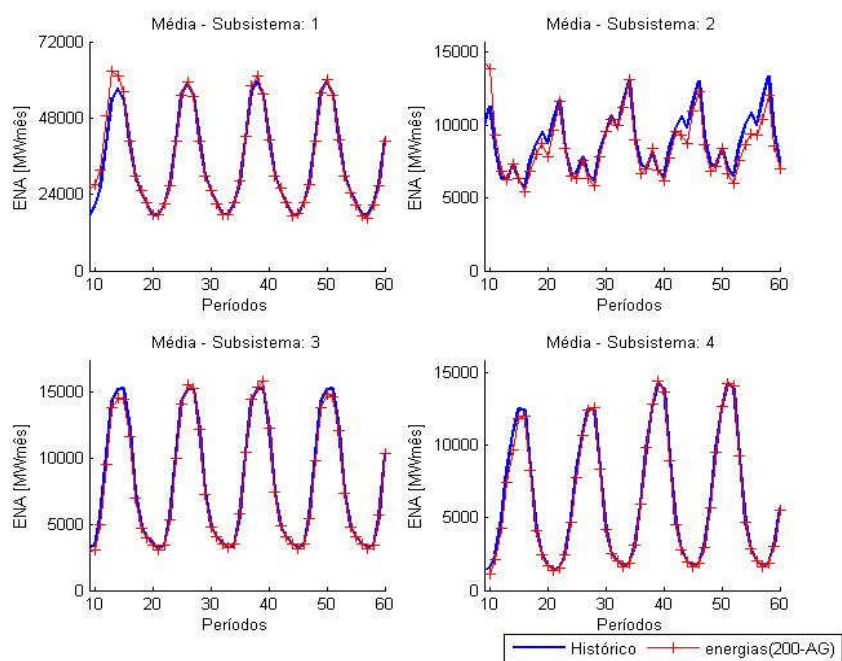 Média - Subsistema: 1
72000
48000
24000
0
ENA [MWmês]
10 20 30 40 50 60
Períodos
Média - Subsistema: 2
15000
10000
5000
0
ENA [MWmês]
10 20 30 40 50 60
Períodos
Média - Subsistema: 3
15000
10000
5000
0
ENA [MWmês]
10 20 30 40 50 60
Períodos
Média - Subsistema: 4
15000
10000
5000
0
ENA [MWmês]
10 20 30 40 50 60
Períodos
Histórico
energias(200-AG)